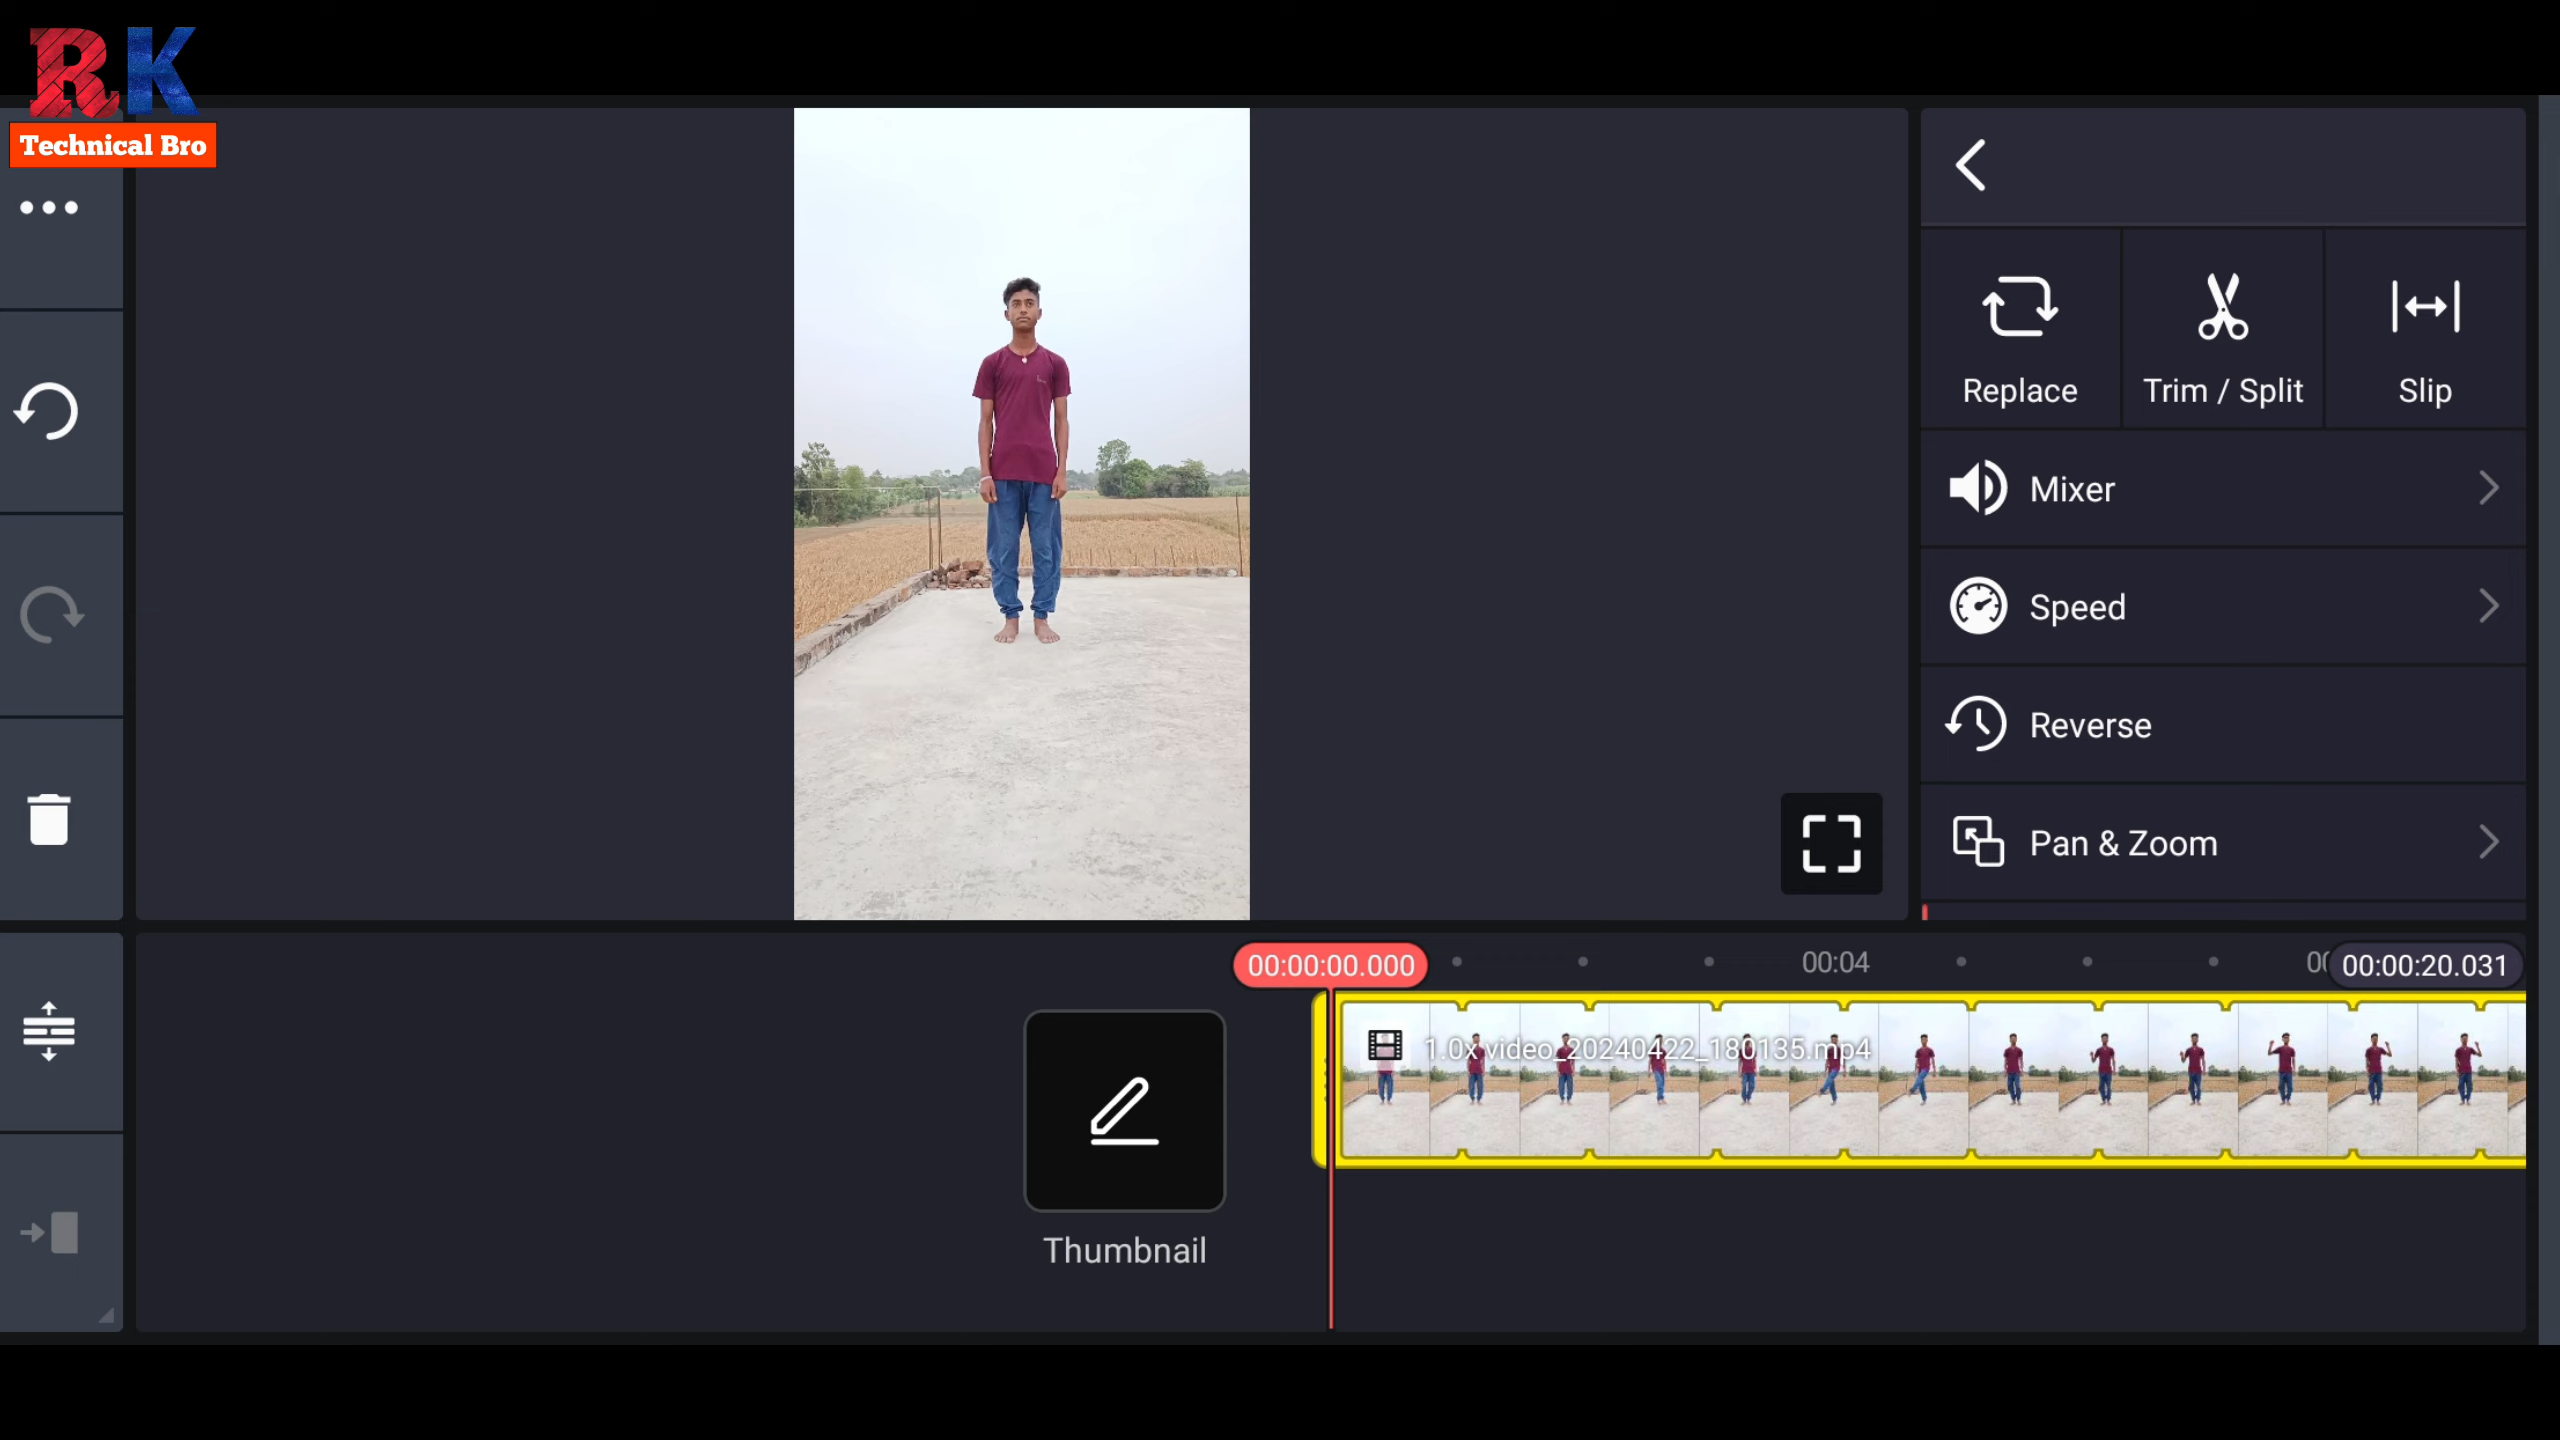 RK
Technical Bro
Replace
Trim / Split
Slip
Mixer
Speed
Reverse
Pan & Zoom
00:00:00.000
00:04
00:00:20.031
1.0x video_20240422_180135.mp4
Thumbnail